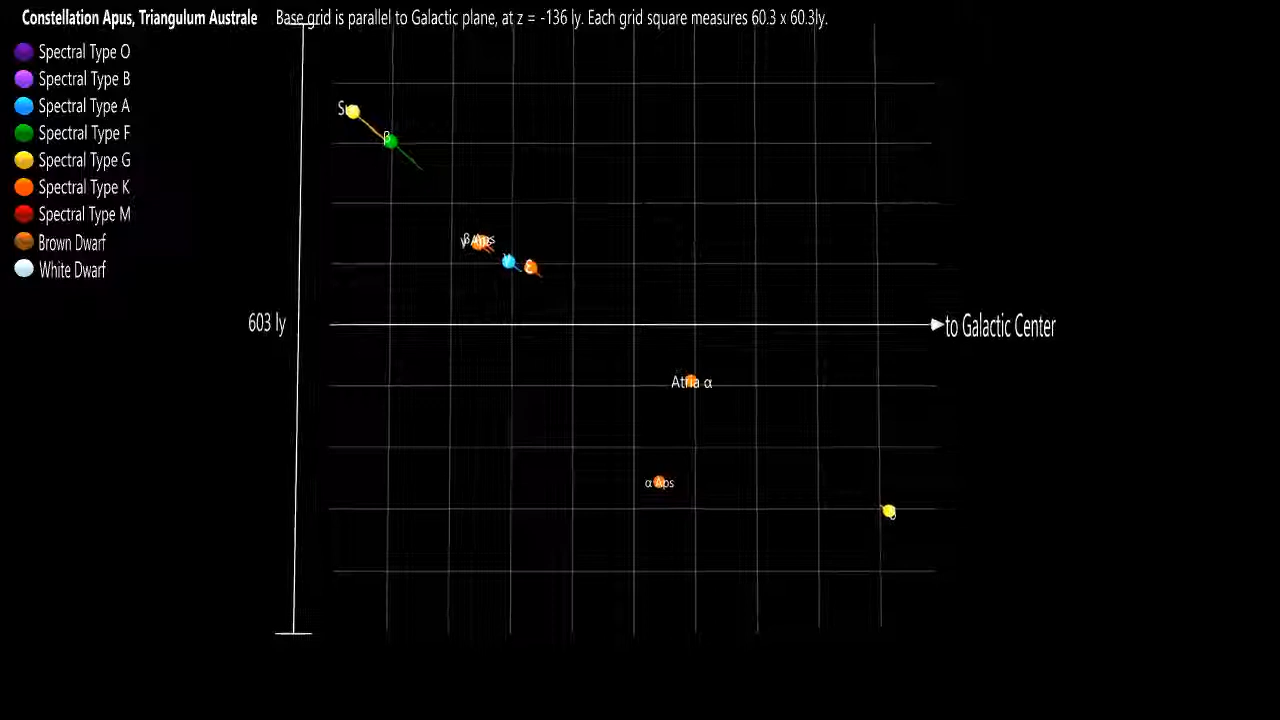 Constellation Apus, Triangulum Australe
Base grid is parallel to Galactic plane, at z = -136 ly. Each grid square measures 60.3 x 60.3ly.
Spectral Type O
Spectral Type B
Spectral Type A
Spectral Type F
Spectral Type G
Spectral Type K
Spectral Type M
Brown Dwarf
White Dwarf
β
603 ly
to Galactic Center
Atria α
α Aps